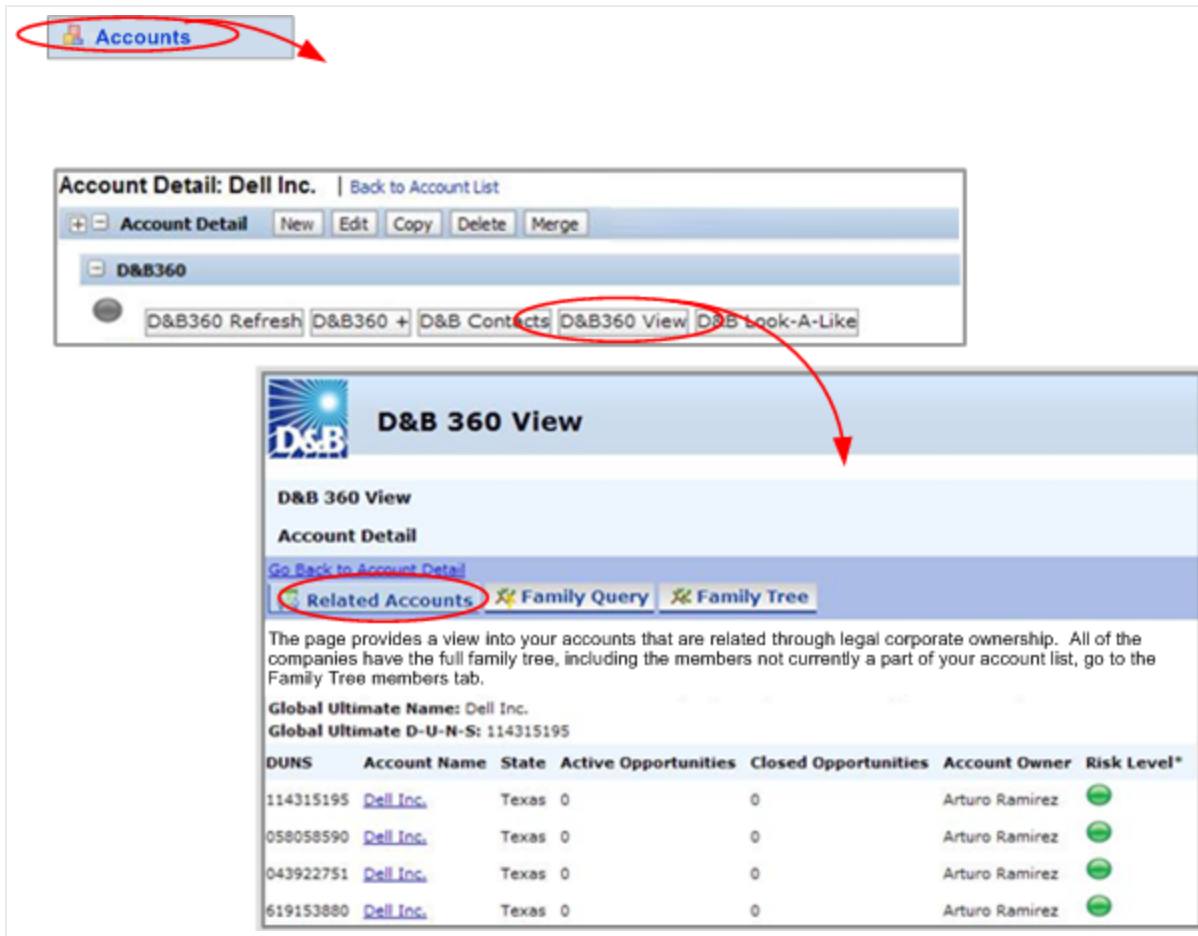 Accounts
Account Detail: Dell Inc. | Back to Account List
Account Detail New Edit Copy Delete Merge
D&B360
D&B360 Refresh D&B360 + D&B Contacts D&B360 View D&B Look-A-Like
D&B
D&B 360 View
D&B 360 View
Account Detail
Go Back to Account Detail
Related Accounts Family Query Family Tree
The page provides a view into your accounts that are related through legal corporate ownership. All of the
companies have the full family tree, including the members not currently a part of your account list, go to the
Family Tree members tab.
Global Ultimate Name: Dell Inc.
Global Ultimate D-U-N-S: 114315195
DUNS Account Name State Active Opportunities Closed Opportunities Account Owner Risk Level*
114315195 Dell Inc. Texas 0 0 Arturo Ramirez
058058590 Dell Inc. Texas 0 0 Arturo Ramirez
043922751 Dell Inc. Texas 0 0 Arturo Ramirez
619153880 Dell Inc. Texas 0 0 Arturo Ramirez